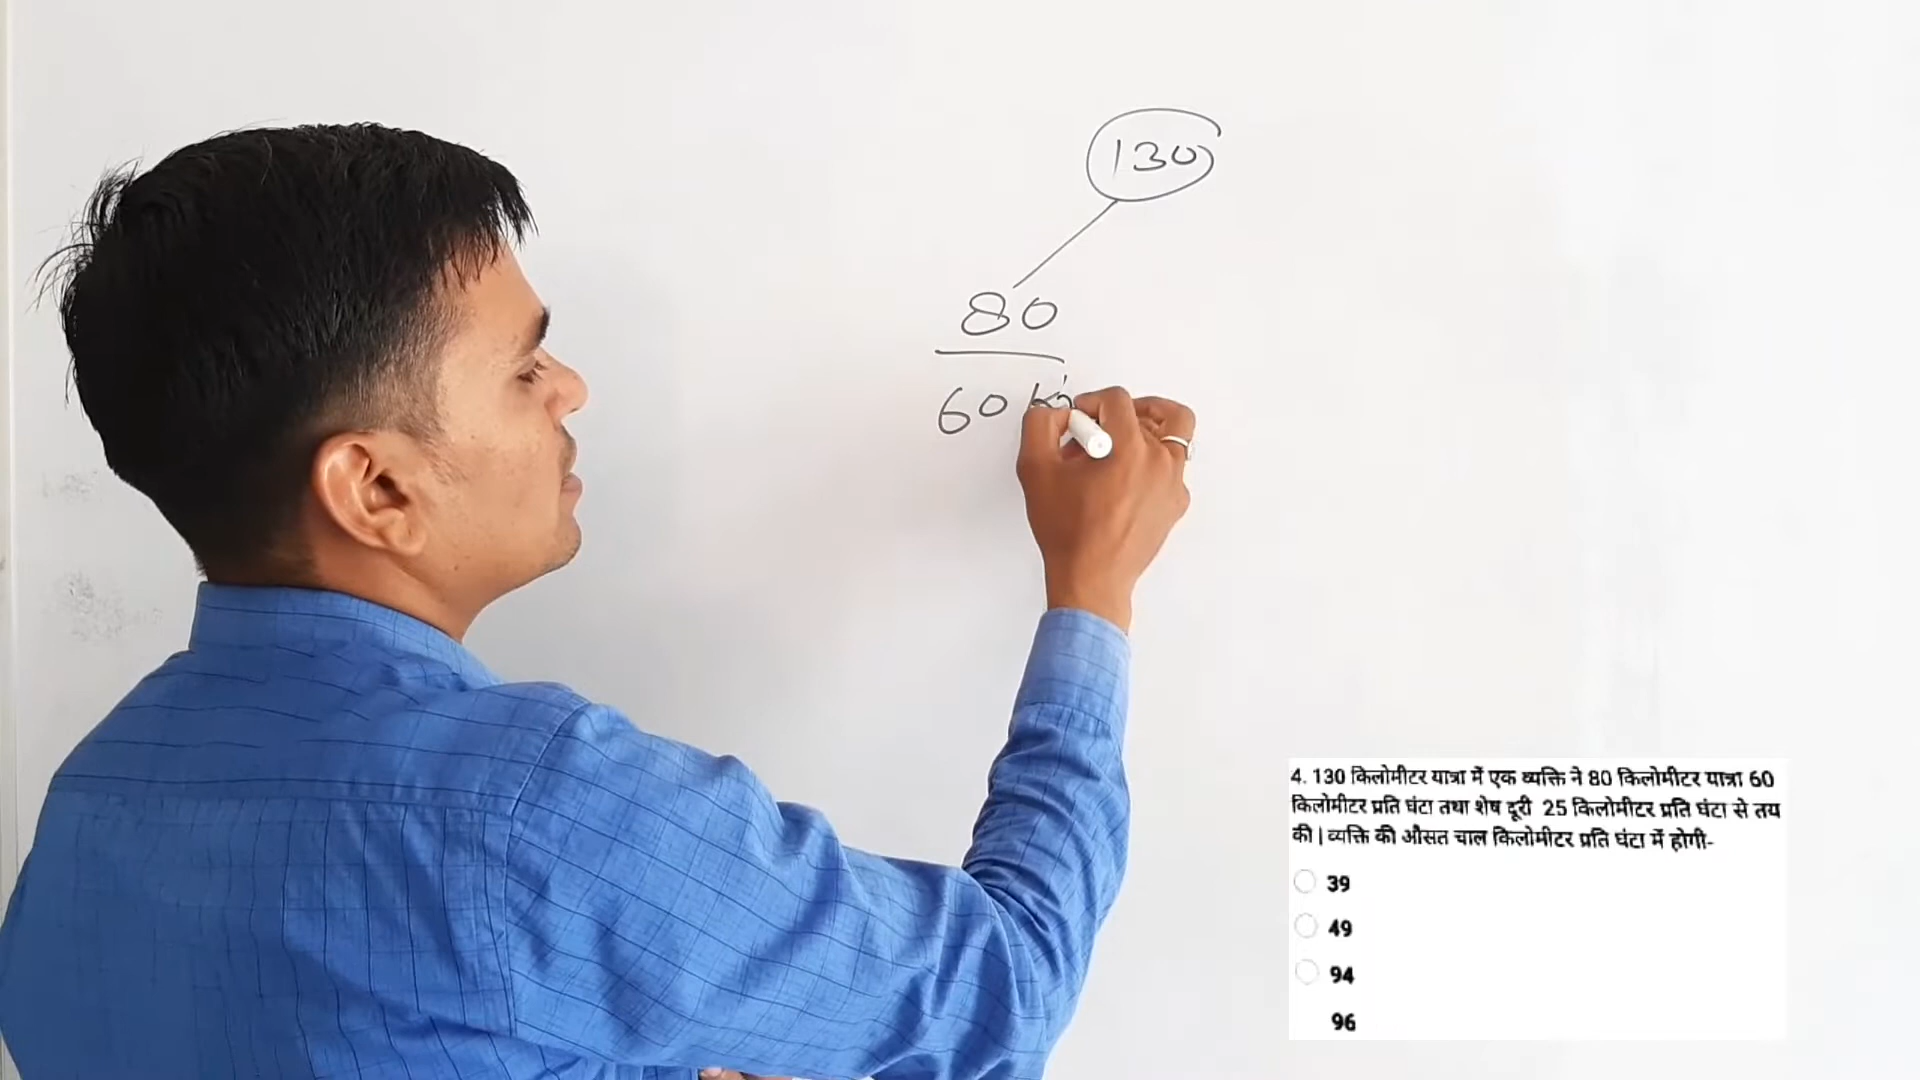 130
80
60
4. 130 किलोमीटर यात्रा में एक व्यक्ति ने 80 किलोमीटर यात्रा 60
किलोमीटर प्रति घंटा तथा शेष दूरी 25 किलोमीटर प्रति घंटा से तय
की | व्यक्ति की औसत चाल किलोमीटर प्रति घंटा में होगी-
39
49
94
96